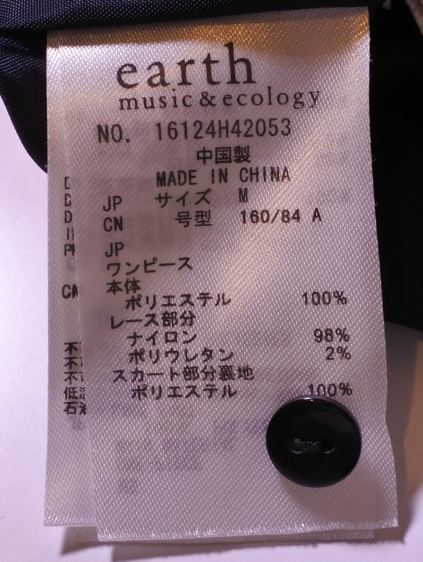 earth
music&ecology
NO. 16124H42053
中国製
MADE IN CHINA
JP サイズ M
CN 号型 160/84 A
JP
ワンピース
本体
ポリエステル 100%
レース部分
ナイロン 98%
ポリウレタン 2%
スカート部分裏地
ポリエステル 100%